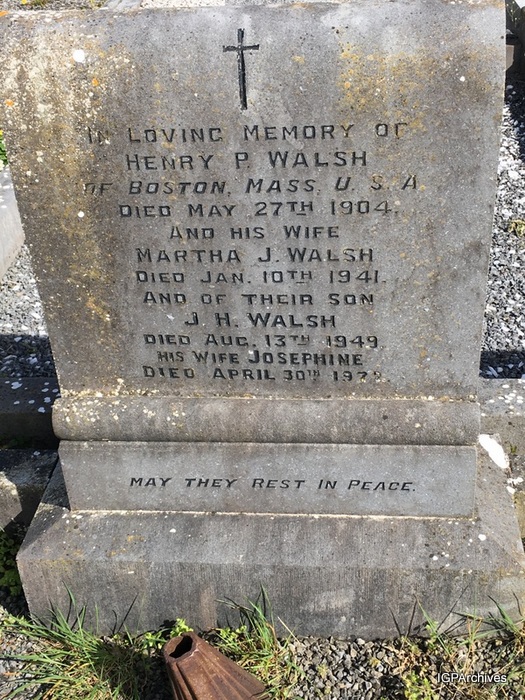 IN LOVING MEMORY OF
HENRY P. WALSH
OF BOSTON, MASS, U. S. A
DIED MAY 27TH 1904.
AND HIS WIFE
MARTHA J. WALSH
DIED JAN. 10TH 1941.
AND OF THEIR SON
J. H. WALSH
DIED AUG. 13TH 1949.
HIS WIFE JOSEPHINE
DIED APRIL 30TH
MAY THEY REST IN PEACE.
IGPArchives